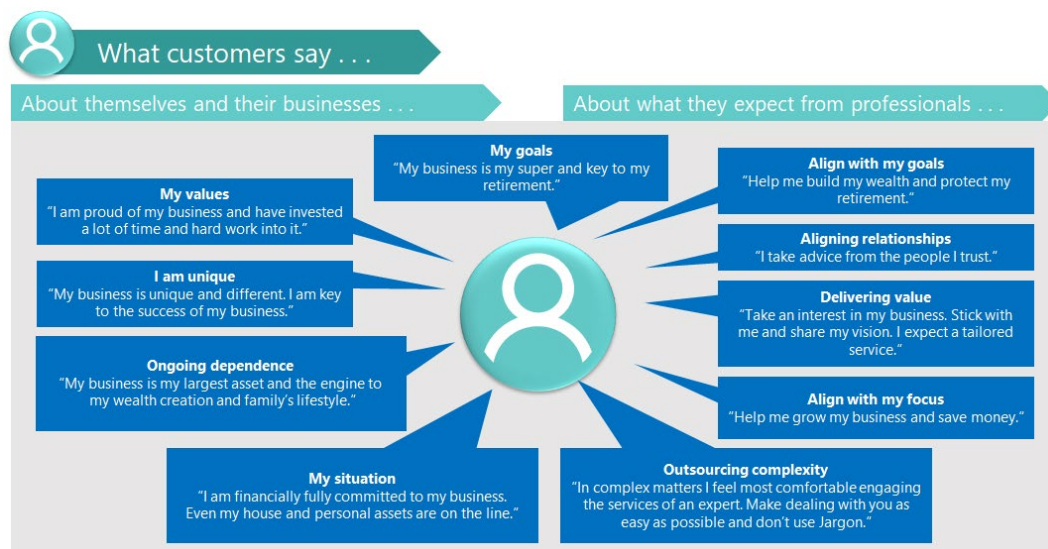 What customers say . . .
About themselves and their businesses . . .
About what they expect from professionals . . .
My goals
“My business is my super and key to my
retirement.”
My values
“I am proud of my business and have invested
a lot of time and hard work into it.”
I am unique
“My business is unique and different. I am key
to the success of my business.”
Ongoing dependence
“My business is my largest asset and the engine to
my wealth creation and family’s lifestyle.”
My situation
“I am financially fully committed to my business.
Even my house and personal assets are on the line.”
Align with my goals
“Help me build my wealth and protect my
retirement.”
Aligning relationships
“I take advice from the people I trust.”
Delivering value
“Take an interest in my business. Stick with
me and share my vision. I expect a tailored
service.”
Align with my focus
“Help me grow my business and save money.”
Outsourcing complexity
“In complex matters I feel most comfortable engaging
the services of an expert. Make dealing with you as
easy as possible and don’t use Jargon.”